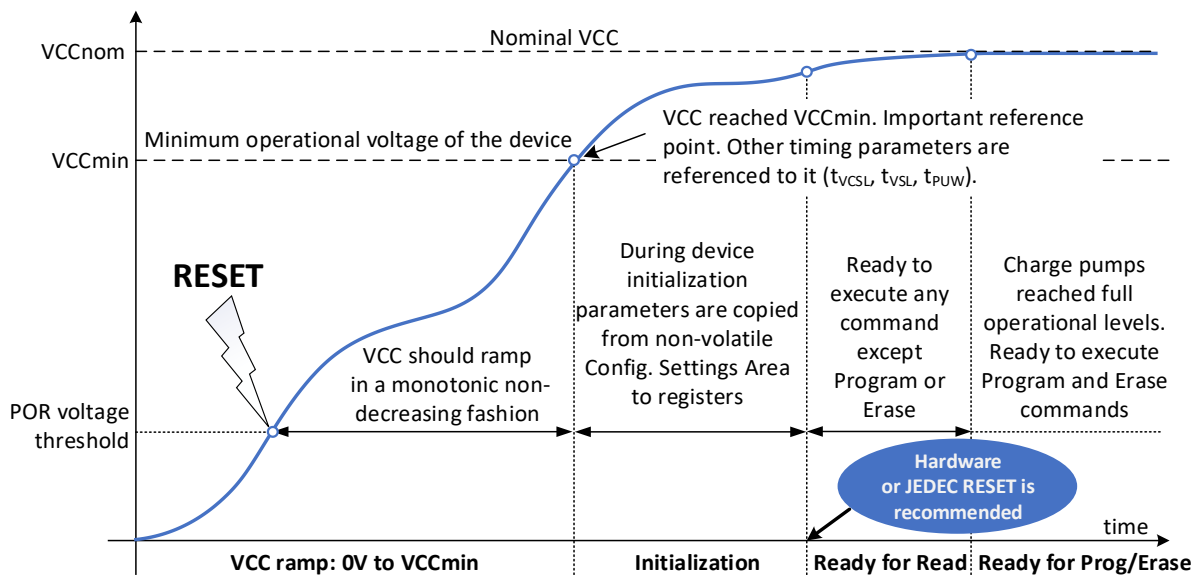 VCCnom
Nominal VCC
Minimum operational voltage of the device
VCCmin
VCC reached VCCmin. Important reference
point. Other timing parameters are
referenced to it (tVCSL, tVSL, tPUW).
RESET
VCC should ramp
in a monotonic non-
decreasing fashion
During device
initialization
parameters are copied
from non-volatile
Config. Settings Area
to registers
Ready to
execute any
command
except
Program or
Erase
Charge pumps
reached full
operational levels.
Ready to execute
Program and Erase
commands
POR voltage
threshold
Hardware
or JEDEC RESET is
recommended
time
VCC ramp: 0V to VCCmin
Initialization
Ready for Read
Ready for Prog/Erase